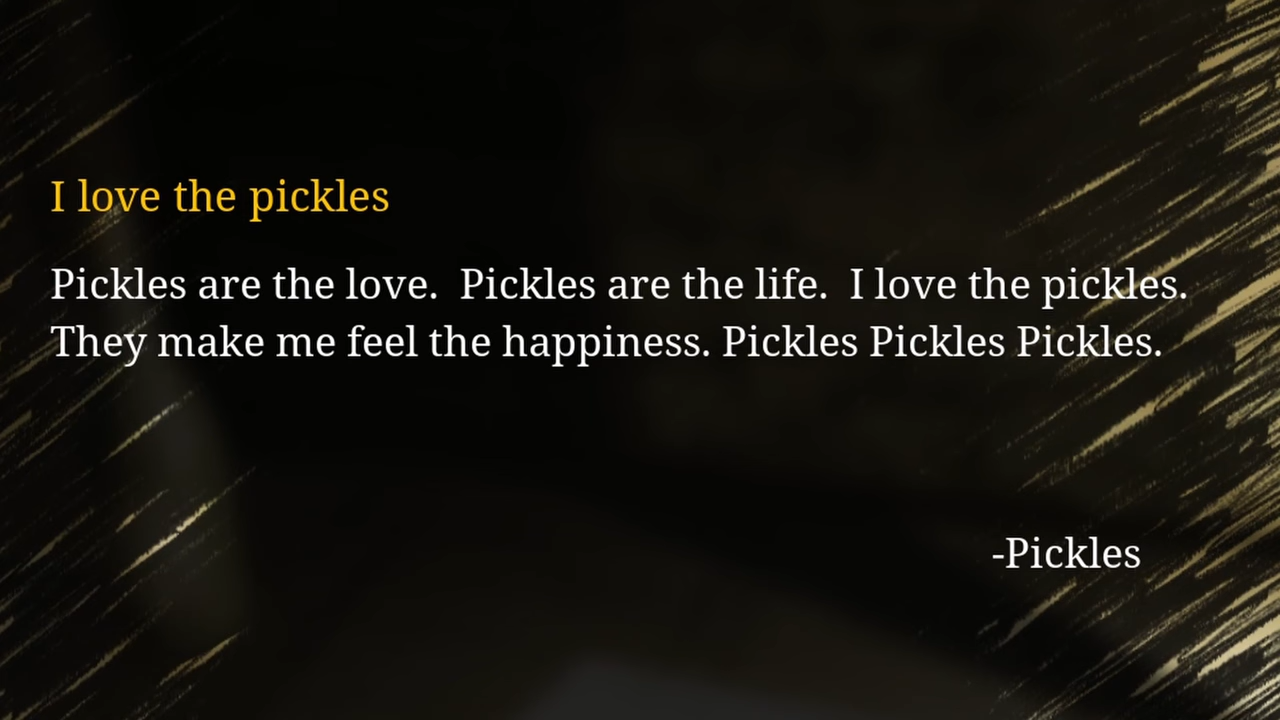 I love the pickles
Pickles are the love.  Pickles are the life.  I love the pickles.
They make me feel the happiness. Pickles Pickles Pickles.
-Pickles